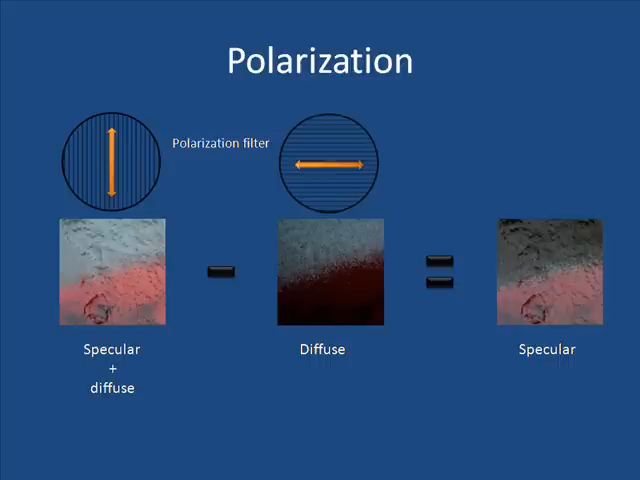 Polarization
Polarization filter
Specular
+
diffuse
Diffuse
Specular